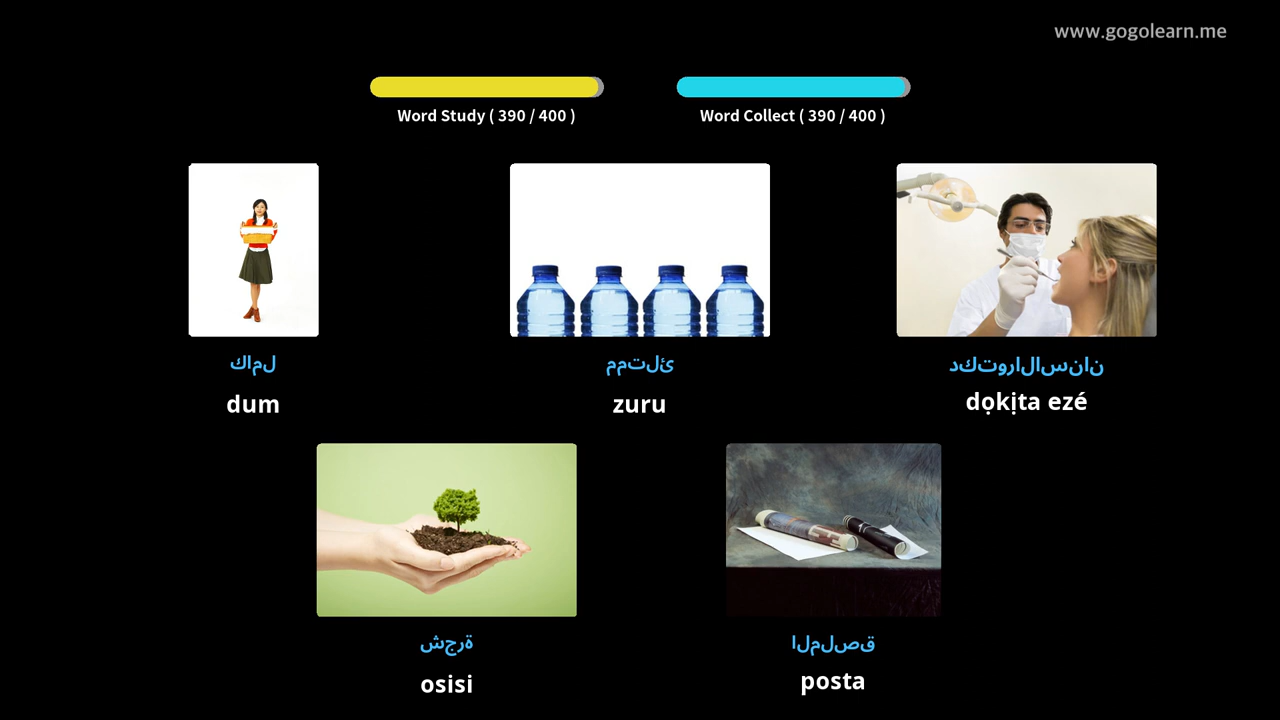 www.gogolearn.me
Word Study ( 390 / 400 )
Word Collect ( 390 / 400 )
كامل
dum
ممتلئ
zuru
دكتورالاسنان
dọkịta ezé
شجرة
osisi
الملصق
posta